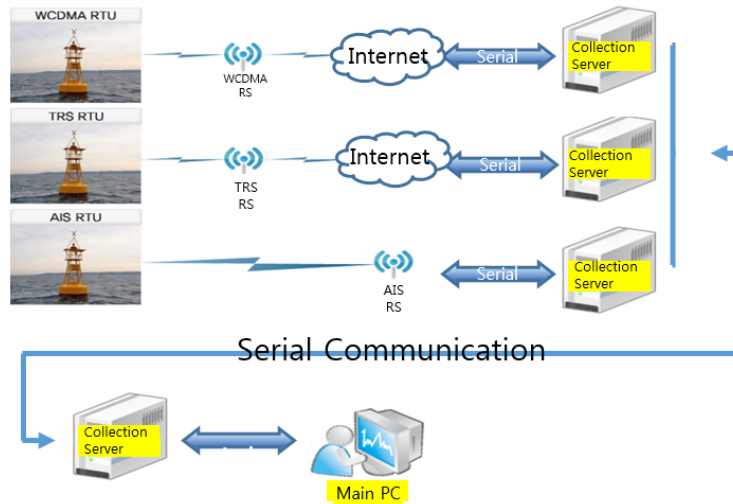 WCDMA RTU
WCDMA
RS
Internet
Serial
Collection
Server
TRS RTU
TRS
RS
Internet
Serial
Collection
Server
AIS RTU
AIS
RS
Serial
Collection
Server
Serial Communication
Collection
Server
Main PC